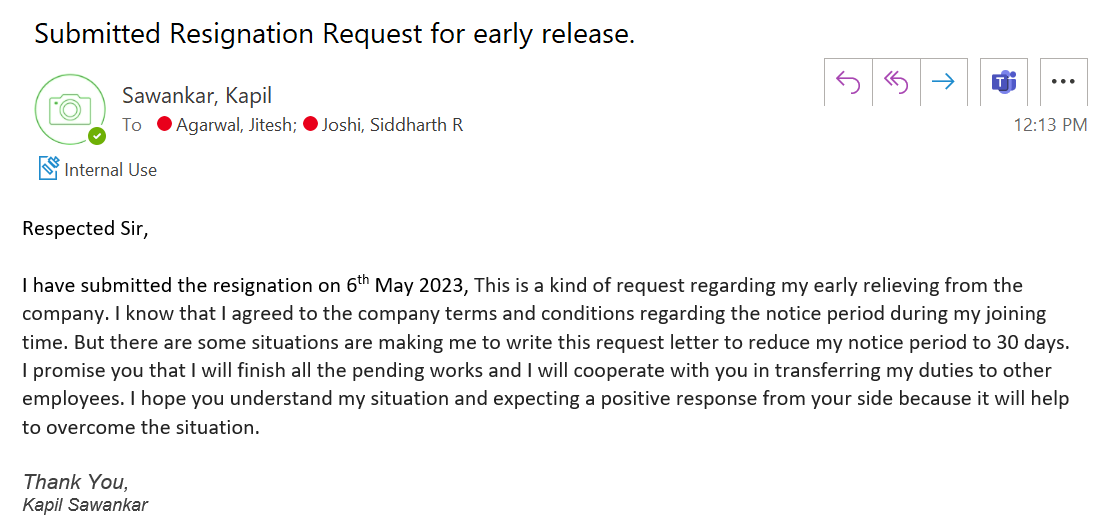 Submitted Resignation Request for early release.
Sawankar, Kapil
To Agarwal, Jitesh; Joshi, Siddharth R
12:13 PM
Internal Use
Respected Sir,
I have submitted the resignation on 6th May 2023, This is a kind of request regarding my early relieving from the
company. I know that I agreed to the company terms and conditions regarding the notice period during my joining
time. But there are some situations are making me to write this request letter to reduce my notice period to 30 days.
I promise you that I will finish all the pending works and I will cooperate with you in transferring my duties to other
employees. I hope you understand my situation and expecting a positive response from your side because it will help
to overcome the situation.
Thank You,
Kapil Sawankar